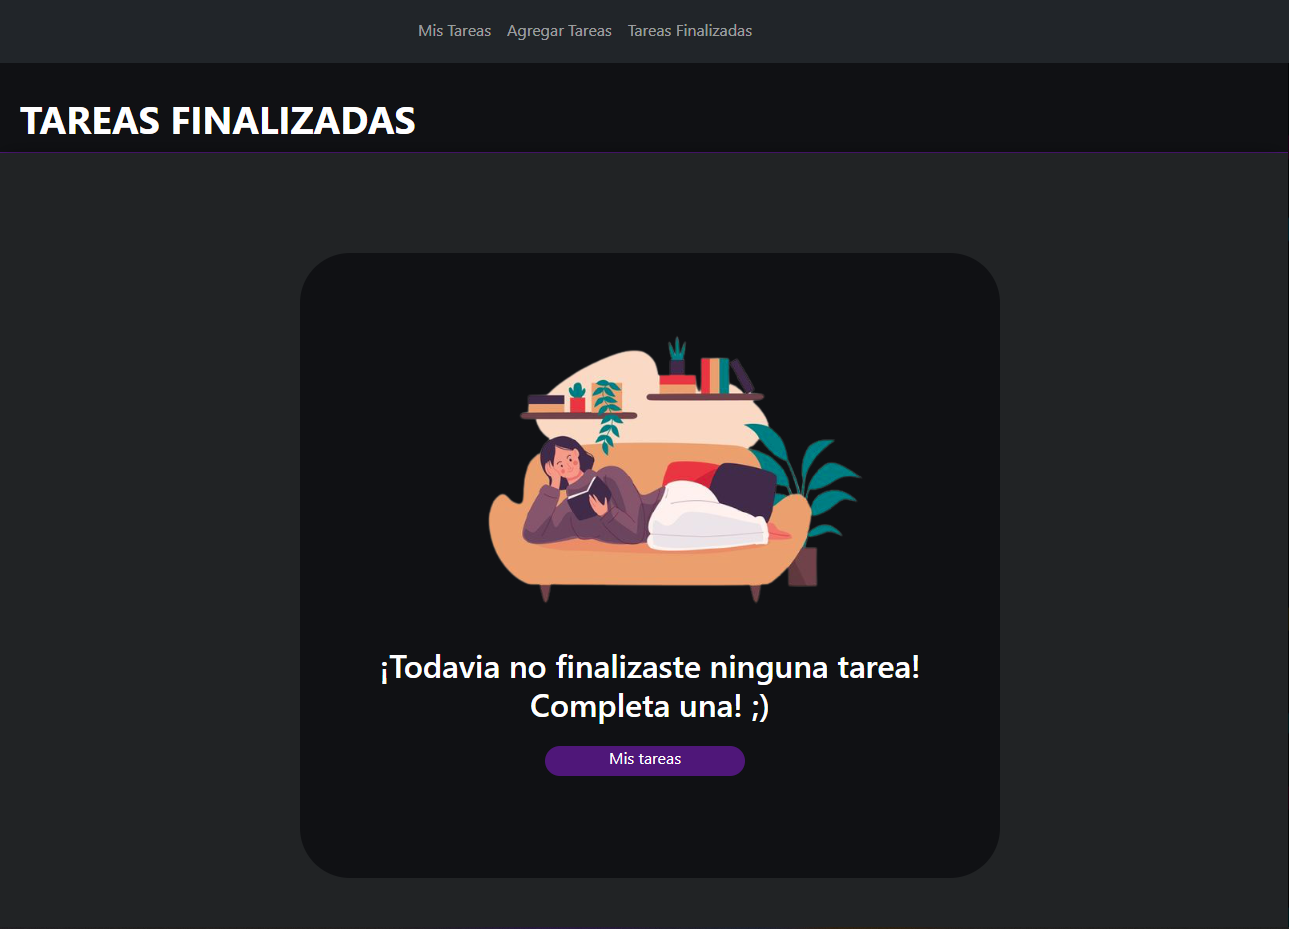 Mis Tareas Agregar Tareas Tareas Finalizadas
TAREAS FINALIZADAS
¡Todavia no finalizaste ninguna tarea!
Completa una! ;)
Mis tareas